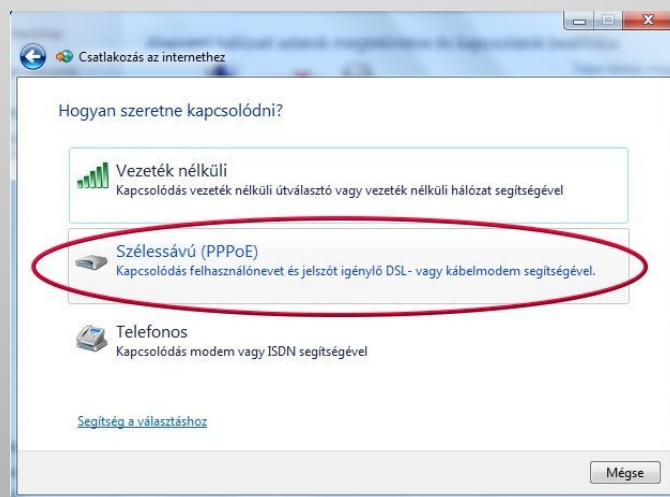 Csatlakozás az internethez
Hogyan szeretne kapcsolódni?
Vezeték nélküli
Kapcsolódás vezeték nélküli útválasztó vagy vezeték nélküli hálózat segítségével
Szélessávú (PPPoE)
Kapcsolódás felhasználónevet és jelszót igénylő DSL- vagy kábelmodem segítségével.
Telefonos
Kapcsolódás modem vagy ISDN segítségével
Segítség a választáshoz
Mégse